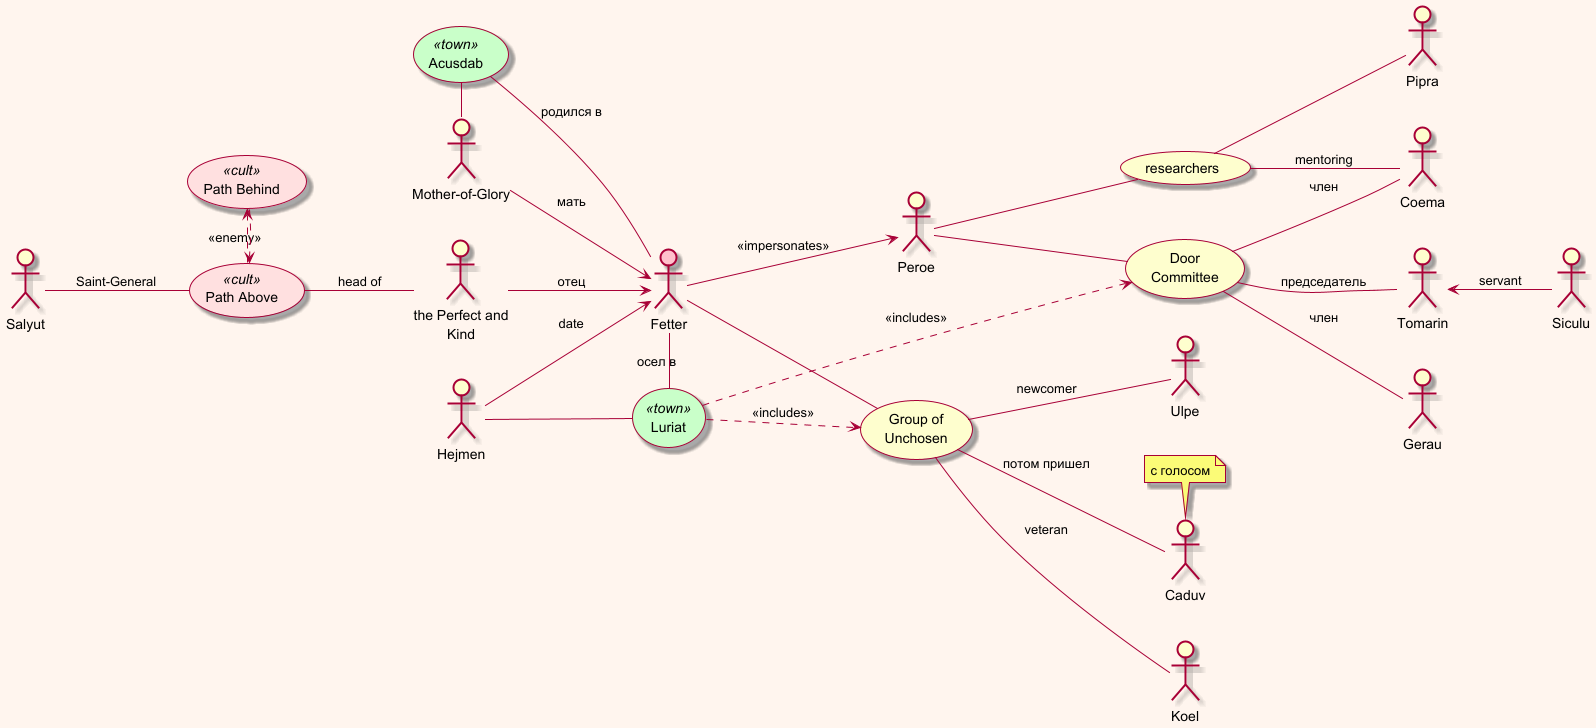 «town»
Acusdab
родился в
Mother-of-Glory
мать
«cult»
Path Behind
«enemy»
«cult»
Path Above
Salyut
Saint-General
head of
the Perfect and
Kind
отец
date
Hejmen
Fetter
осел в
«town»
Luriat
«impersonates»
Peroe
«includes»
«includes»
Group of
Unchosen
researchers
mentoring
член
Door
Committee
председатель
член
Pipra
Coema
Tomarin
servant
Siculu
Gerau
newcomer
Ulpe
потом пришел
с голосом
Caduv
veteran
Koel